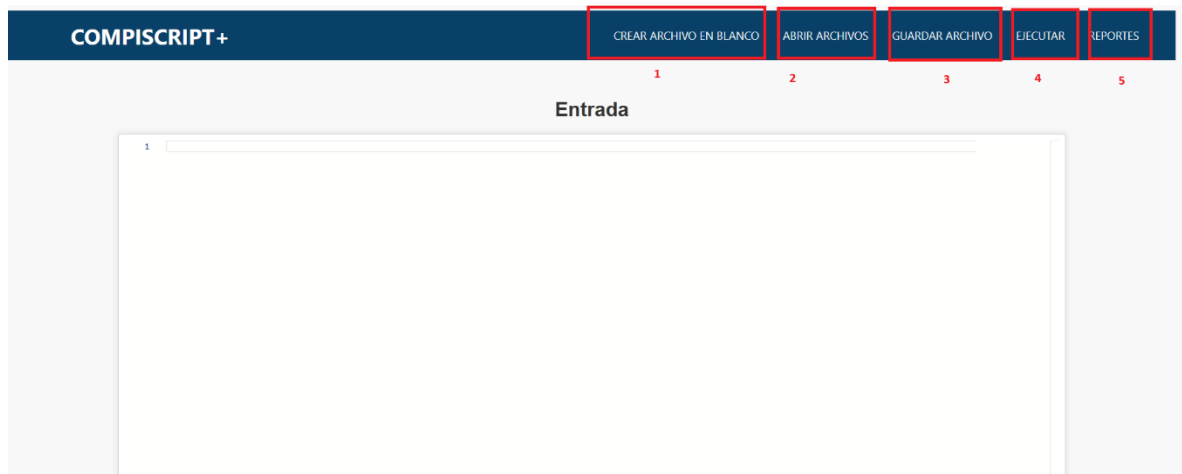 COMPISCRIPT+ CREAR ARCHIVO EN BLANCO ABRIR ARCHIVOS GUARDAR ARCHIVO EJECUTAR REPORTES
1 2 3 4 5
Entrada
1